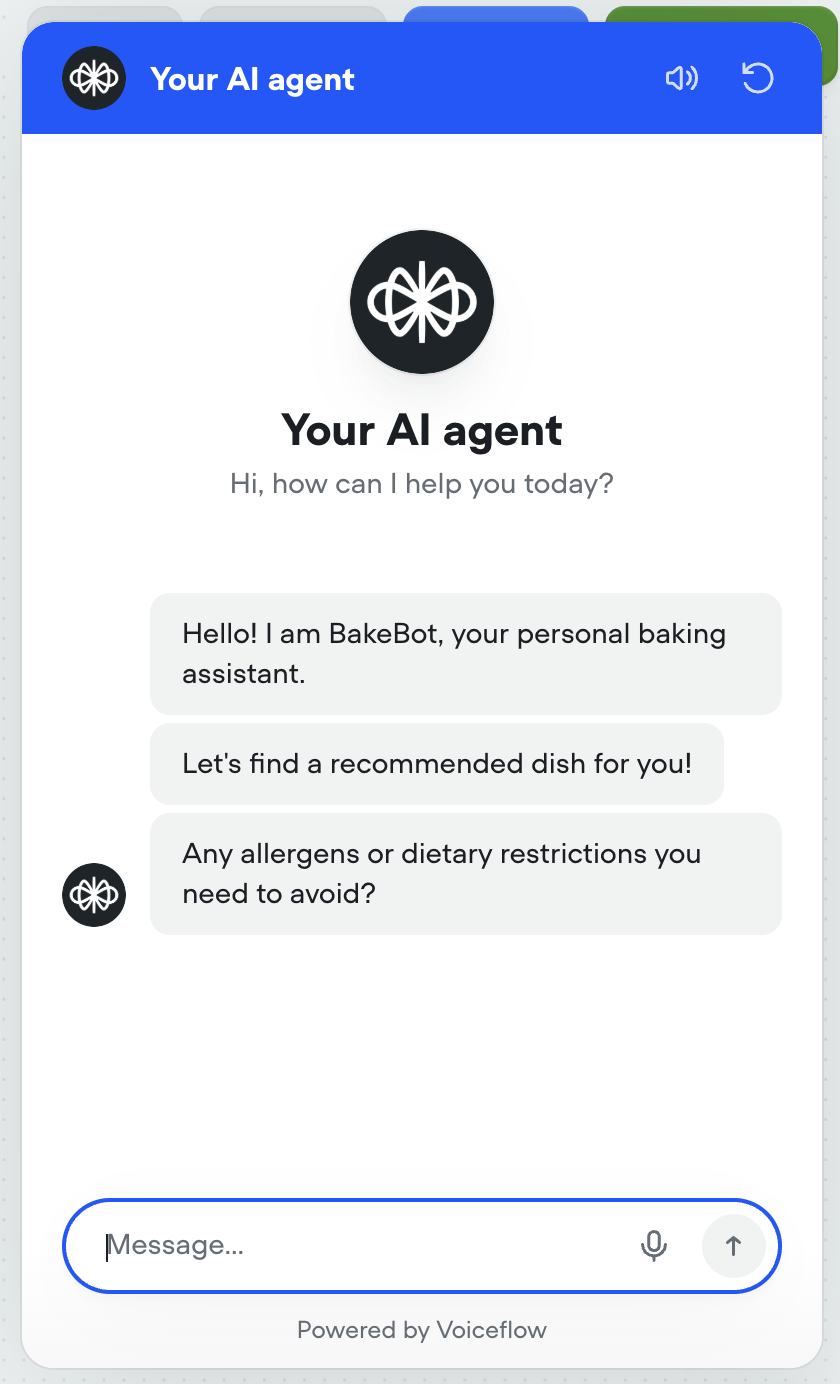 Your AI agent
Your AI agent
Hi, how can I help you today?
Hello! I am BakeBot, your personal baking
assistant.
Let's find a recommended dish for you!
Any allergens or dietary restrictions you
need to avoid?
Message...
Powered by Voiceflow